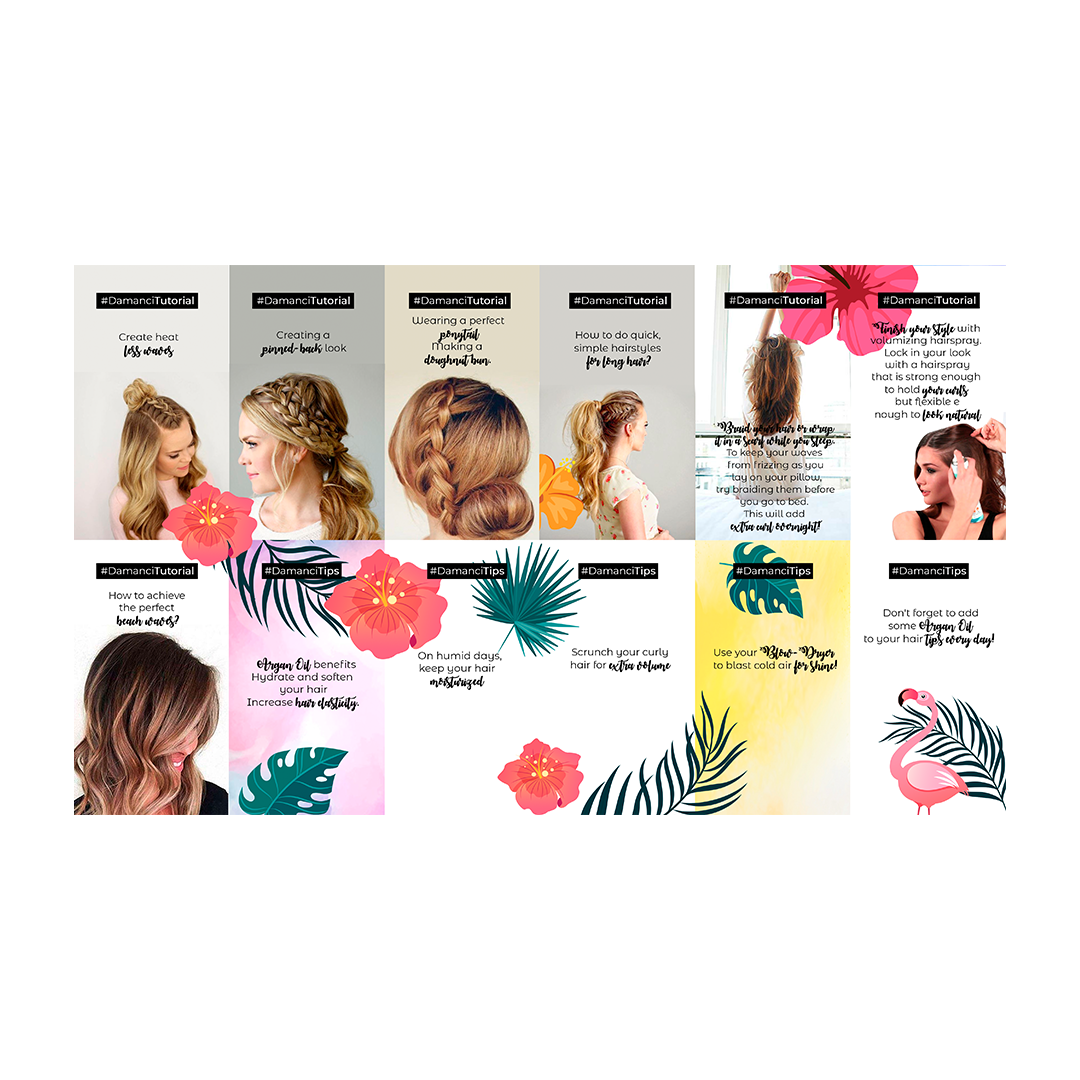 #DamanciTutorial
Create heat
less waves
#DamanciTutorial
Creating a
pinned-back look
#DamanciTutorial
Wearing a perfect
ponytail
Making a
doughnut bun.
#DamanciTutorial
How to do quick,
simple hairstyles
for long hair?
#DamanciTutorial
"Braid your hair or wrap
it in a Scarf while you sleep.
To keep your waves
from frizzing as you
lay on your pillow,
try braiding them before
you go to bed.
This will add
extra curl overnight!
#DamanciTutorial
"Finish your style with
volumizing hairspray.
Lock in your look
with a hairspray
that is strong enough
to hold your curls
but flexible e
nough to look natural
#DamanciTutorial
How to achieve
the perfect
beach waves?
#DamanciTips
Argan Oil benefits
Hydrate and soften
your hair
Increase hair elasticity.
#DamanciTips
On humid days,
keep your hair
moisturized
#DamanciTips
Scrunch your curly
hair for extra volume
#DamanciTips
Use your "Blow-"Dryer
to blast cold air for shine!
#DamanciTips
Don't forget to add
some Argan Oil
to your hair Tips every day!